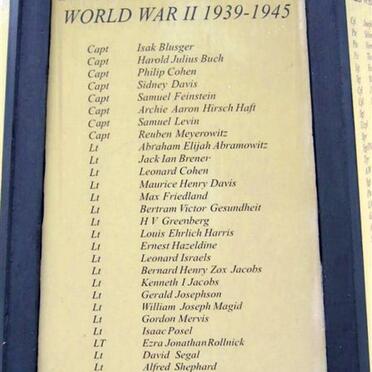 WORLD WAR II 1939-1945
Capt Isak Blusger
Capt Harold Julius Buch
Capt Philip Cohen
Capt Sidney Davis
Capt Samuel Feinstein
Capt Archie Aaron Hirsch Haft
Capt Samuel Levin
Capt Reuben Meyerowitz
Lt Abraham Elijah Abramowitz
Lt Jack Ian Brener
Lt Leonard Cohen
Lt Maurice Henry Davis
Lt Max Friedland
Lt Bertram Victor Gesundheit
Lt H V Greenberg
Lt Louis Ehrlich Harris
Lt Ernest Hazeldine
Lt Leonard Israels
Lt Bernard Henry Zox Jacobs
Lt Kenneth I Jacobs
Lt Gerald Josephson
Lt William Joseph Magid
Lt Gordon Mervis
Lt Isaac Posel
LT Ezra Jonathan Rollnick
Lt David Segal
Lt Alfred Shephard